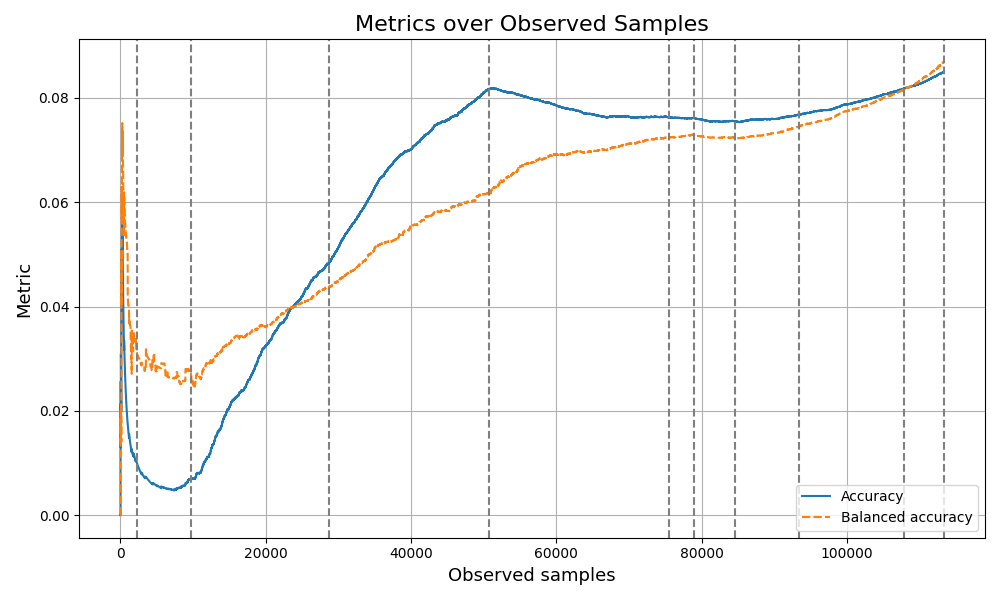 Metrics over Observed Samples
Metric
0.08
0.06
0.04
0.02
0.00
0 20000 40000 60000 80000 100000
Observed samples
Accuracy
Balanced accuracy